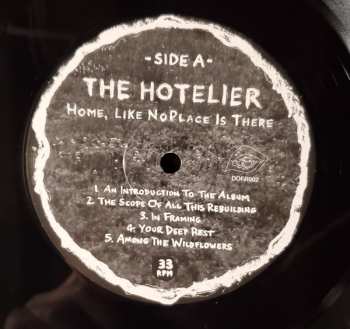 -SIDE A-
THE HOTELIER
HOME, LIKE NOPLACE IS THERE
DOER002
1. AN INTRODUCTION TO THE ALBUM
2. THE SCOPE OF ALL THIS REBUILDING
3. IN FRAMING
4. YOUR DEEP REST
5. AMONG THE WILDFLOWERS
33
RPM